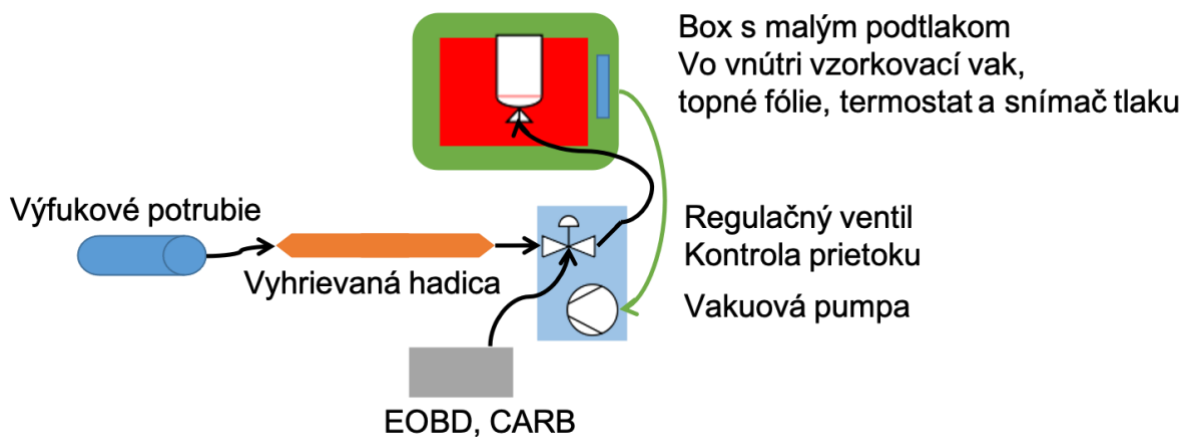 Box s malým podtlakom
Vo vnútri vzorkovací vak,
topné fólie, termostat a snímač tlaku
Výfukové potrubie
Vyhrievaná hadica
Regulačný ventil
Kontrola prietoku
Vakuová pumpa
EOBD, CARB